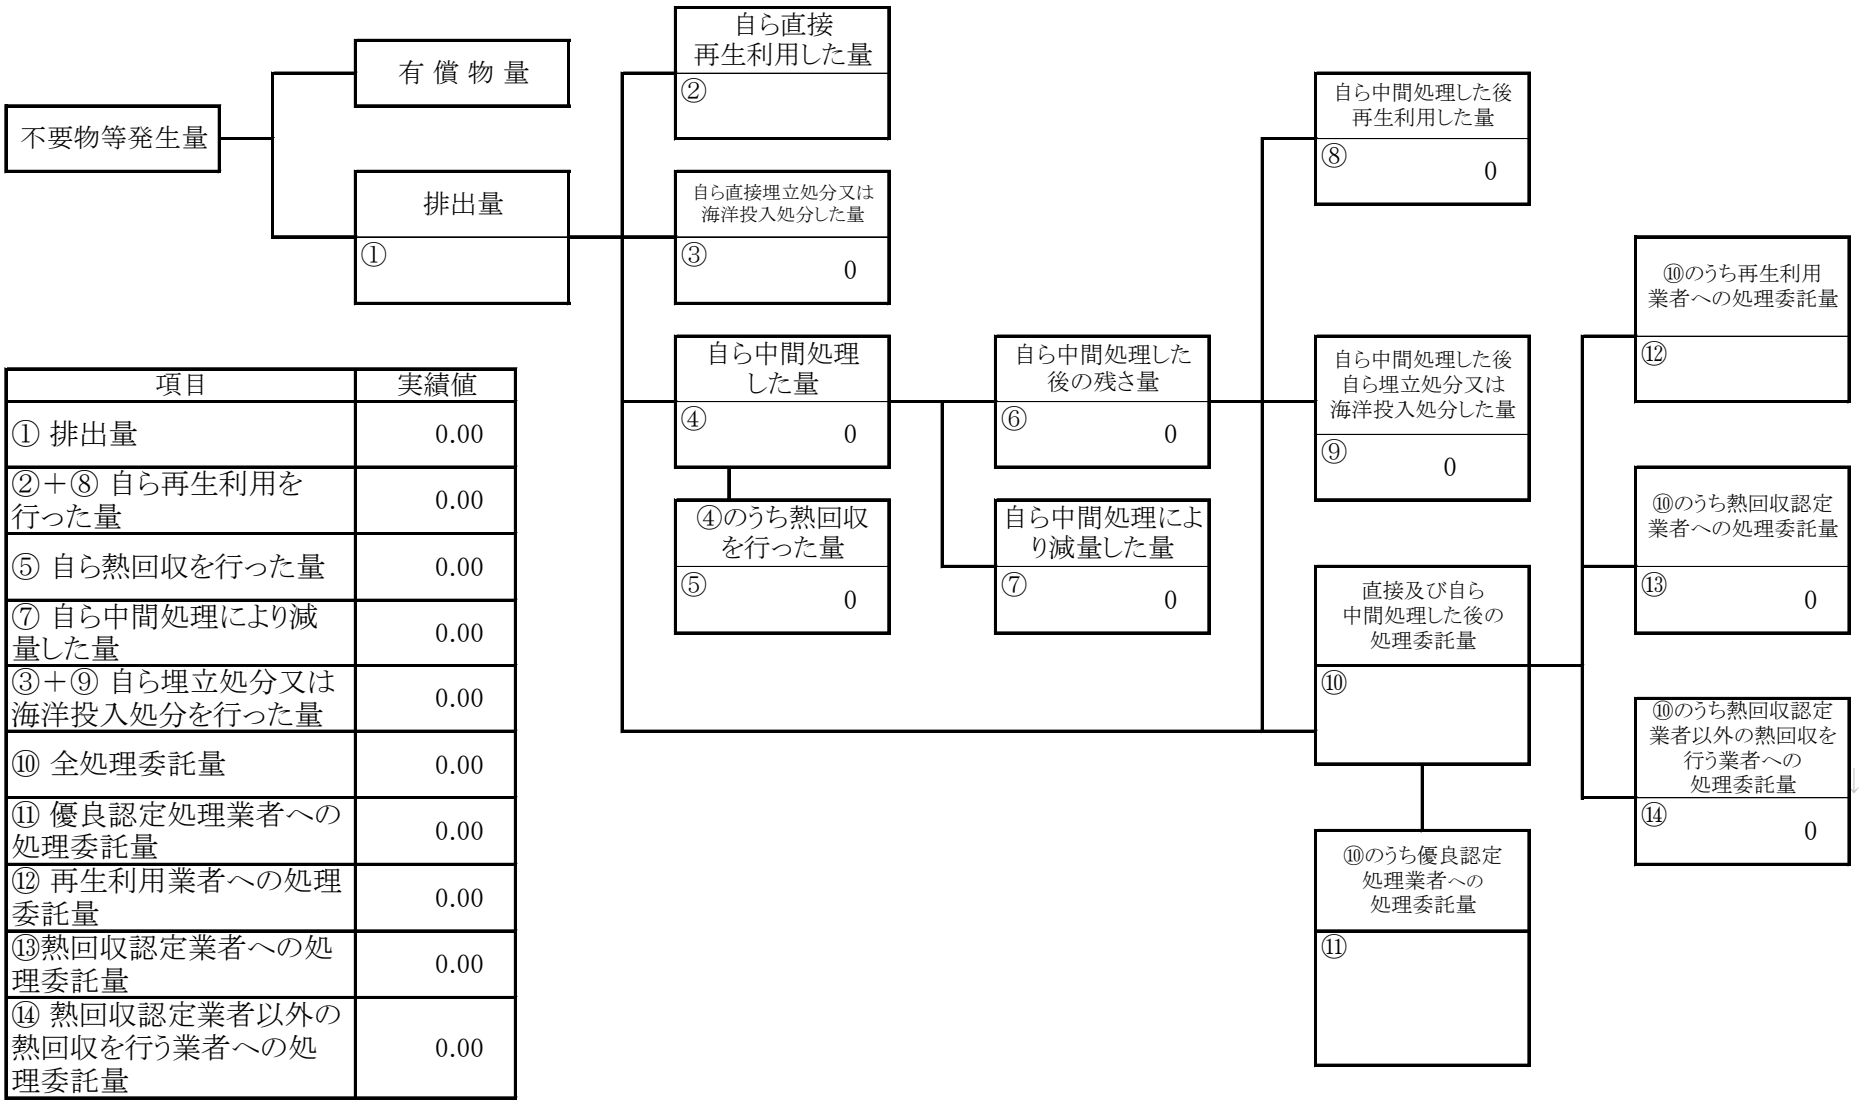 不要物等発生量
有償物量
排出量
①
自ら直接
再生利用した量
②
自ら直接埋立処分又は
海洋投入処分した量
③
0
自ら中間処理
した量
④
0
④のうち熱回収
を行った量
⑤
0
自ら中間処理した
後の残さ量
⑥
0
自ら中間処理によ
り減量した量
⑦
0
自ら中間処理した後
再生利用した量
⑧
0
自ら中間処理した後
自ら埋立処分又は
海洋投入処分した量
⑨
0
直接及び自ら
中間処理した後の
処理委託量
⑩
⑩のうち優良認定
処理業者への
処理委託量
⑪
⑩のうち再生利用
業者への処理委託量
⑫
⑩のうち熱回収認定
業者への処理委託量
⑬
0
⑩のうち熱回収認定
業者以外の熱回収を
行う業者への
処理委託量
⑭
0
↓
項目 実績値
① 排出量 0.00
②+⑧ 自ら再生利用を
行った量 0.00
⑤ 自ら熱回収を行った量 0.00
⑦ 自ら中間処理により減
量した量 0.00
③+⑨ 自ら埋立処分又は
海洋投入処分を行った量 0.00
⑩ 全処理委託量 0.00
⑪ 優良認定処理業者への
処理委託量 0.00
⑫ 再生利用業者への処理
委託量 0.00
⑬熱回収認定業者への処
理委託量 0.00
⑭ 熱回収認定業者以外の
熱回収を行う業者への処
理委託量 0.00